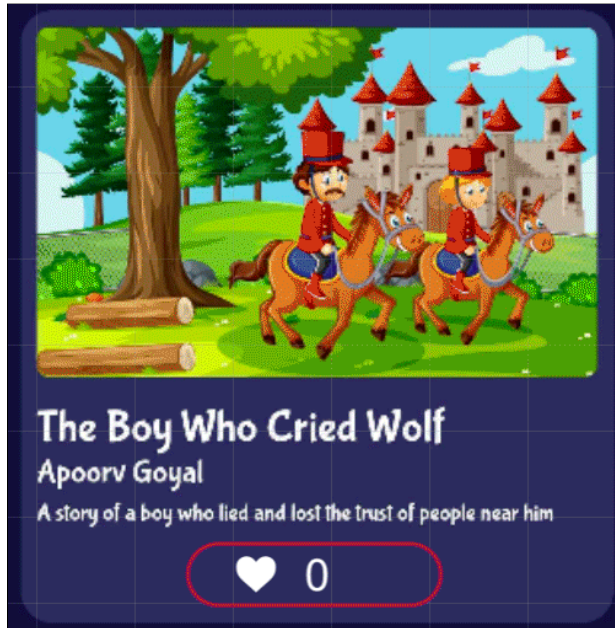 The Boy Who Cried Wolf
Apoorv Goyal
A story of a boy who lied and lost the trust of people near him
0